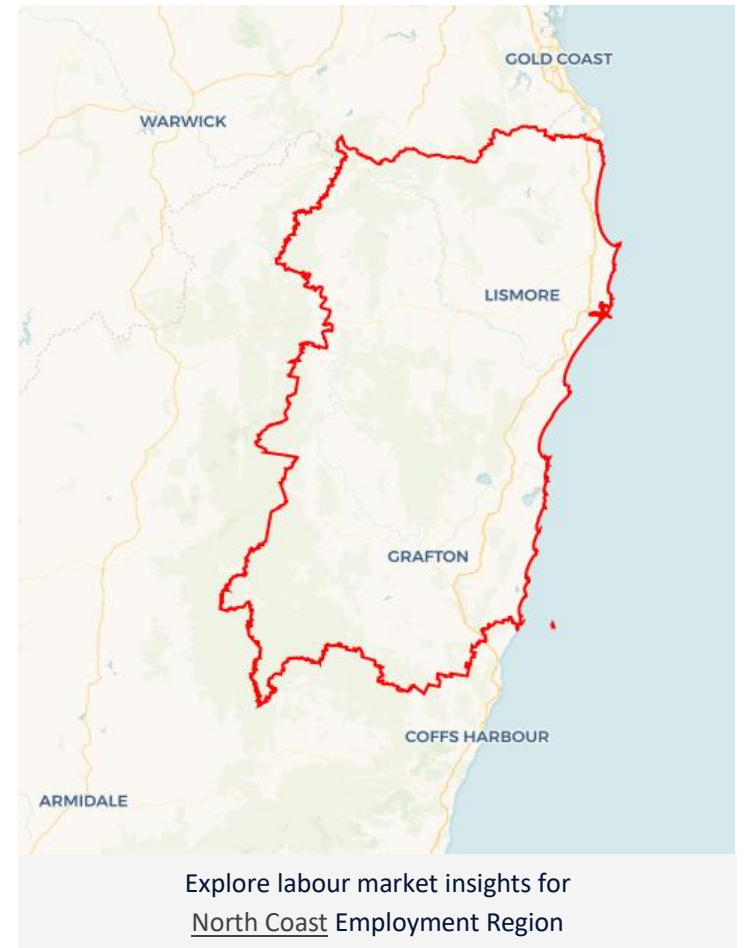 GOLD COAST
WARWICK
LISMORE
GRAFTON
COFFS HARBOUR
ARMIDALE
Explore labour market insights for
North Coast Employment Region